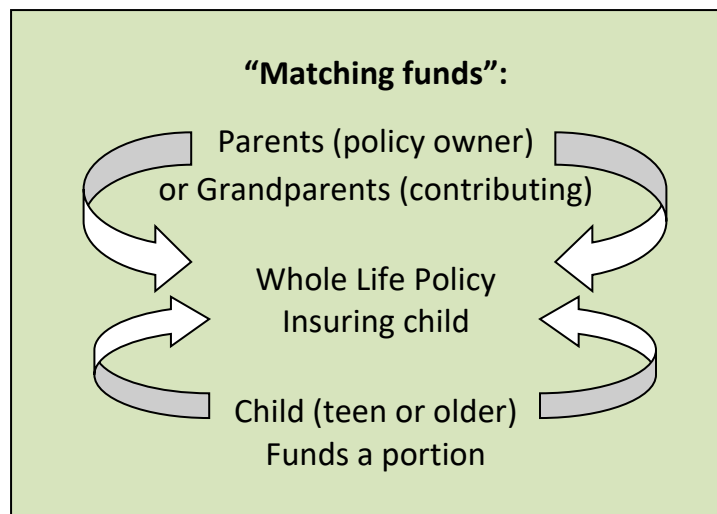 “Matching funds”:
Parents (policy owner)
or Grandparents (contributing)
Whole Life Policy
Insuring child
Child (teen or older)
Funds a portion